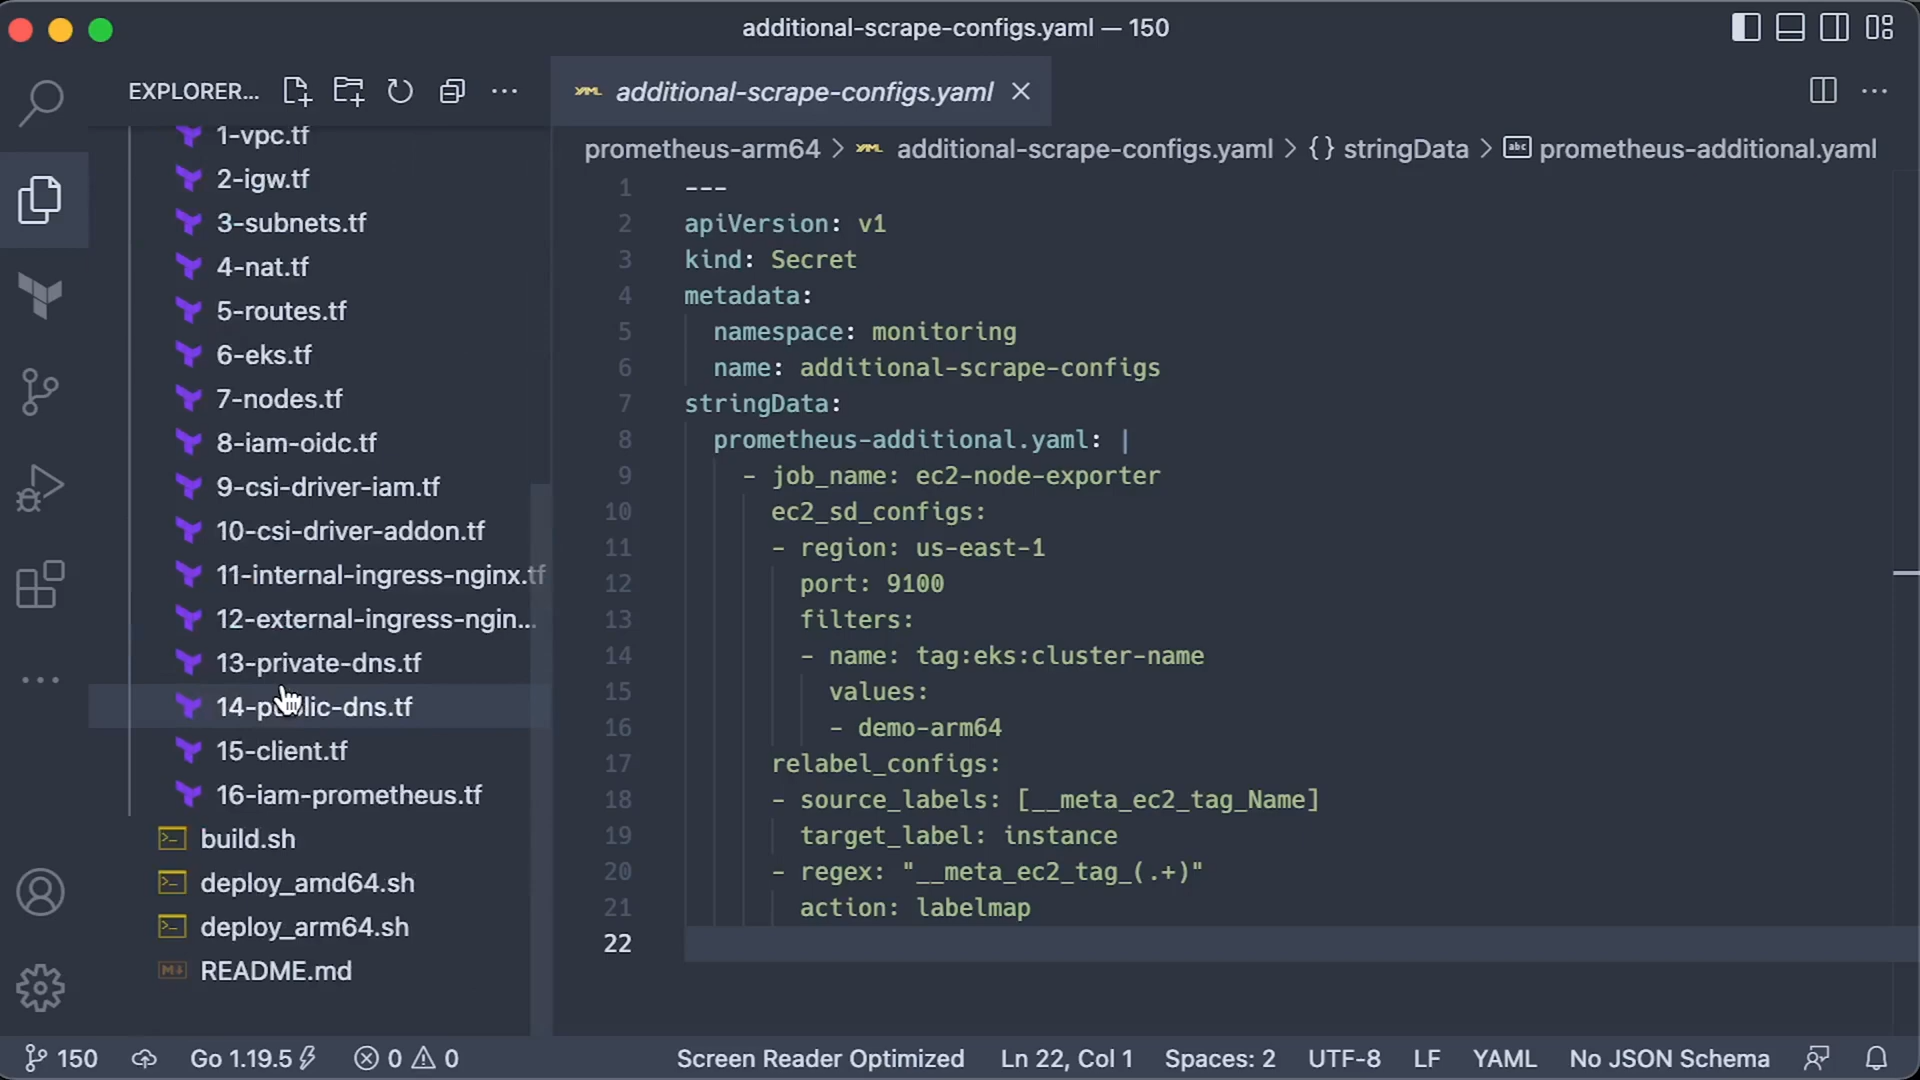 additional-scrape-configs.yaml — 150
EXPLORER...
1-vpc.tf
2-igw.tf
3-subnets.tf
4-nat.tf
5-routes.tf
6-eks.tf
7-nodes.tf
8-iam-oidc.tf
9-csi-driver-iam.tf
10-csi-driver-addon.tf
11-internal-ingress-nginx.tf
12-external-ingress-ngin...
13-private-dns.tf
14-public-dns.tf
15-client.tf
16-iam-prometheus.tf
build.sh
deploy_amd64.sh
deploy_arm64.sh
README.md
additional-scrape-configs.yaml
prometheus-arm64 > additional-scrape-configs.yaml > {} stringData > abc prometheus-additional.yaml
1 ---
2 apiVersion: v1
3 kind: Secret
4 metadata:
5 namespace: monitoring
6 name: additional-scrape-configs
7 stringData:
8 prometheus-additional.yaml: |
9 - job_name: ec2-node-exporter
10 ec2_sd_configs:
11 - region: us-east-1
12 port: 9100
13 filters:
14 - name: tag:eks:cluster-name
15 values:
16 - demo-arm64
17 relabel_configs:
18 - source_labels: [__meta_ec2_tag_Name]
19 target_label: instance
20 - regex: "__meta_ec2_tag_(.+)"
21 action: labelmap
22
150 Go 1.19.5 0 0 Screen Reader Optimized Ln 22, Col 1 Spaces: 2 UTF-8 LF YAML No JSON Schema